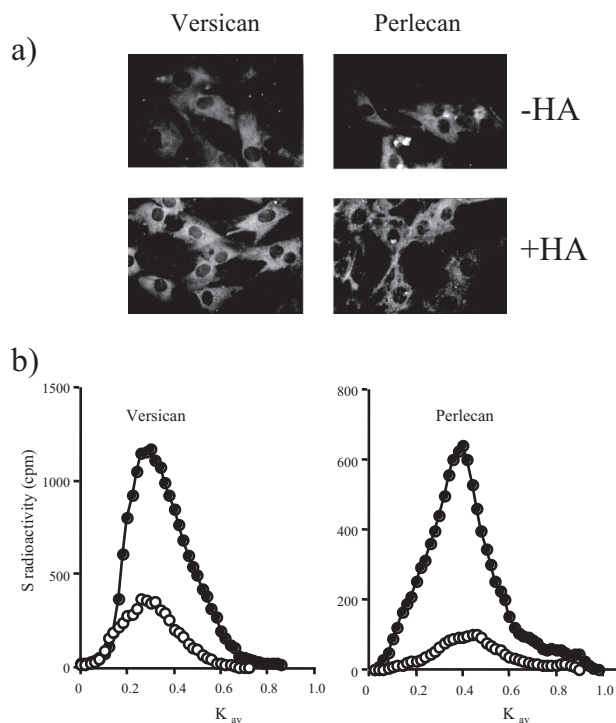 Versican Perlecan
a)
-HA
+HA
b)
1500
1000
500
0
Versican
S radioactivity (cpm)
0 0.2 0.4 0.6 0.8 1.0
K av
800
600
400
200
0
Perlecan
0 0.2 0.4 0.6 0.8 1.0
K av